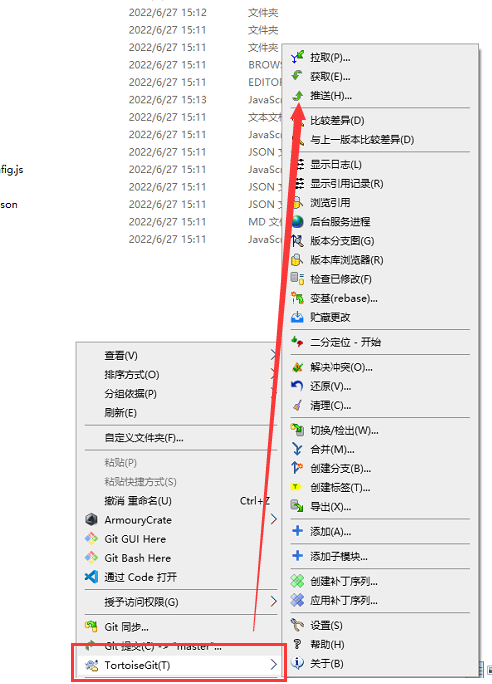 2022/6/27 15:12 文件夹
2022/6/27 15:11 文件夹
2022/6/27 15:11 文件夹
2022/6/27 15:11 BROW
2022/6/27 15:11 EDITOR
2022/6/27 15:13 JavaSc
2022/6/27 15:11 文本文
2022/6/27 15:11 JavaSc
2022/6/27 15:11 JSON 文
fig.js 2022/6/27 15:11 JavaSc
2022/6/27 15:11 JSON 文
son 2022/6/27 15:11 JSON 文
2022/6/27 15:11 MD 文
2022/6/27 15:11 JavaSc
查看(V)
排序方式(O)
分组依据(P)
刷新(E)
自定义文件夹(F)...
粘贴(P)
粘贴快捷方式(S)
撤消 重命名(U) Ctrl+Z
ArmouryCrate
Git GUI Here
Git Bash Here
通过 Code 打开
授予访问权限(G)
Git 同步...
Git 提交(C) -> "master"...
TortoiseGit(T)
拉取(P)...
获取(E)...
推送(H)...
比较差异(D)
与上一版本比较差异(D)
显示日志(L)
显示引用记录(R)
浏览引用
后台服务进程
版本分支图(G)
版本库浏览器(R)
检查已修改(F)
变基(rebase)...
贮藏更改
二分定位 - 开始
解决冲突(O)...
还原(V)...
清理(C)...
切换/检出(W)...
合并(M)...
创建分支(B)...
创建标签(T)...
导出(X)...
添加(A)...
添加子模块...
创建补丁序列...
应用补丁序列...
设置(S)
帮助(H)
关于(B)